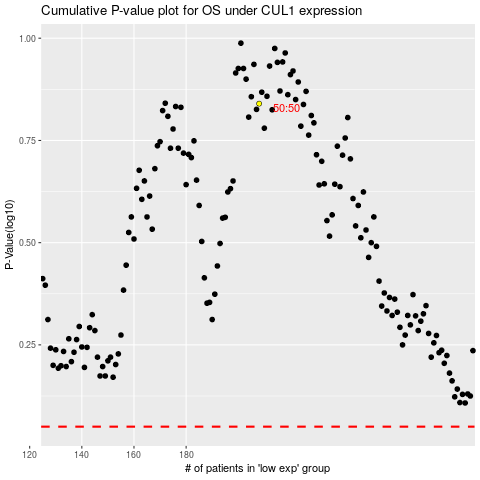 Cumulative P-value plot for OS under CUL1 expression
1.00
0.75
0.50
0.25
50:50
P-Value(log10)
120 140 160 180
# of patients in 'low exp' group